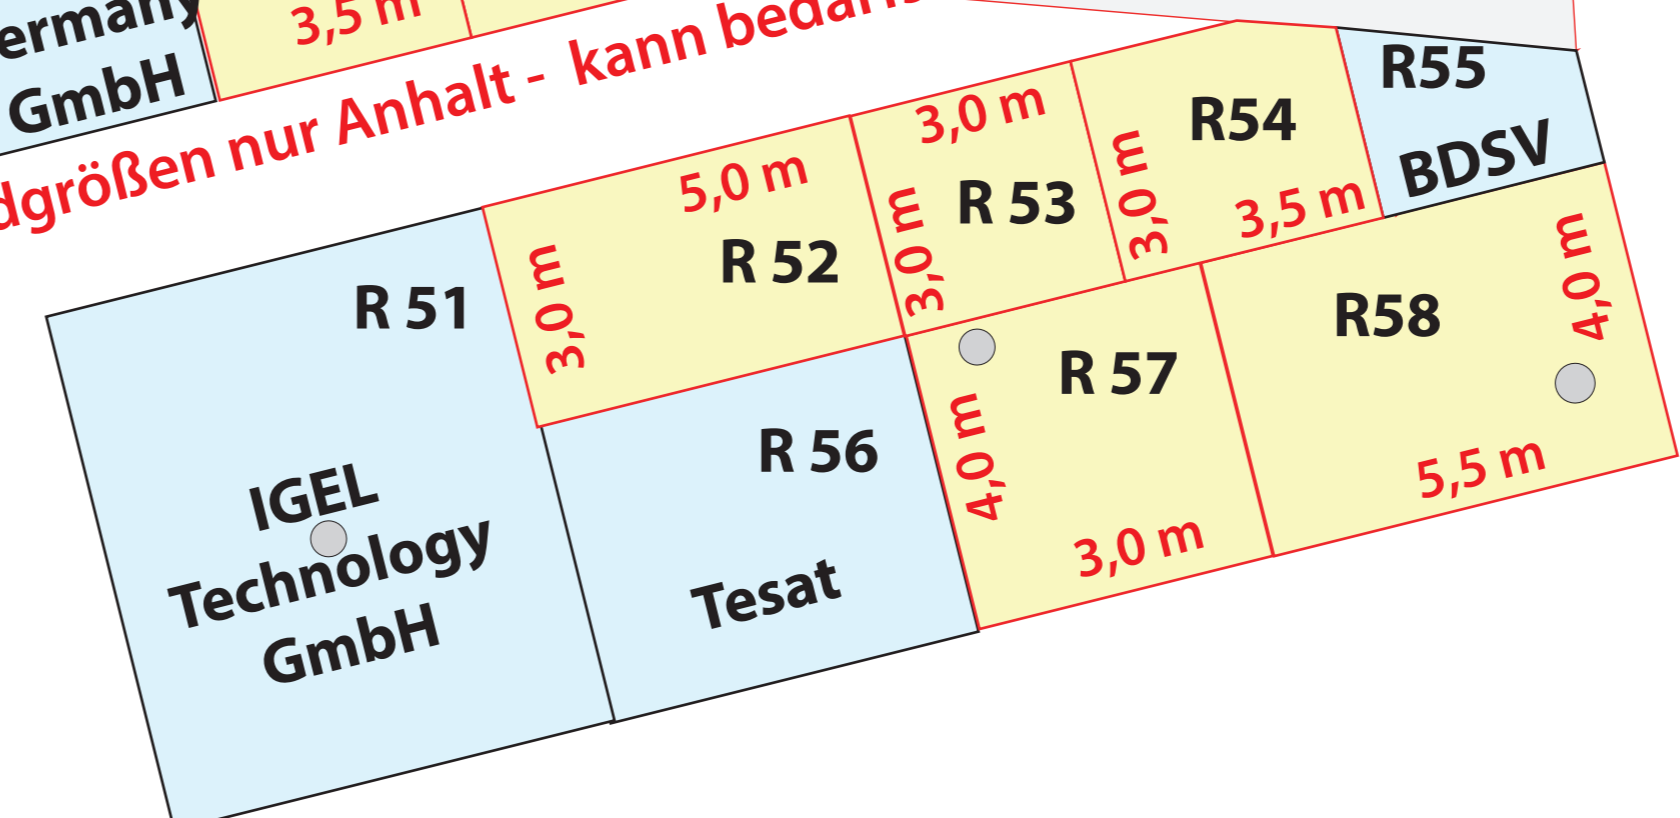 GmbH
3,5 m
nur Anhalt - kann
R 51
IGEL
Technology
GmbH
3,0 m
5,0 m
R 52
3,0 m
3,0 m
R 53
3,0 m
R54
3,5 m
R55
BDSV
R 56
Tesat
4,0 m
R 57
3,0 m
R58
4,0 m
5,5 m